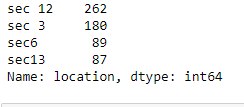 sec 12 262
sec 3 180
sec6 89
sec13 87
Name: location, dtype: int64